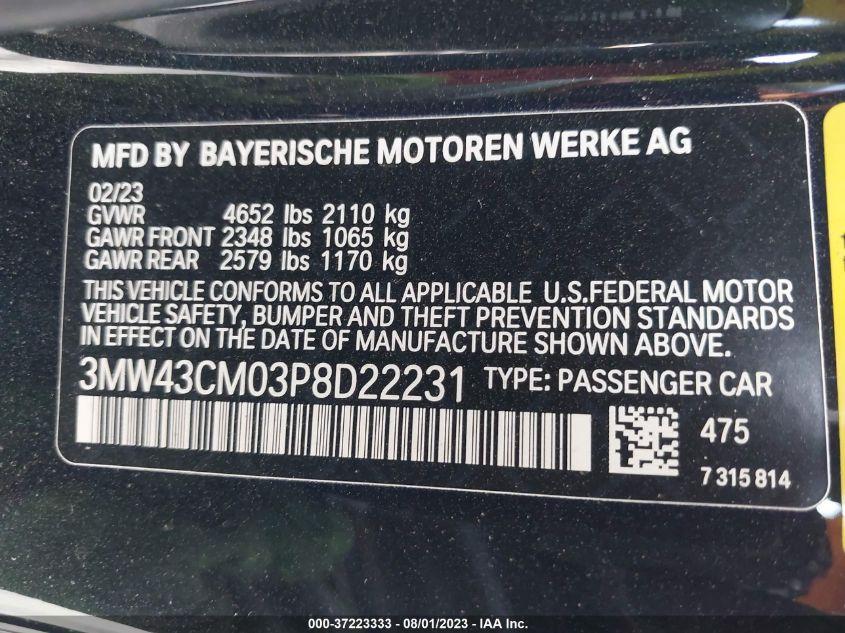 MFD BY BAYERISCHE MOTOREN WERKE AG
02/23
GVWR 4652 lbs 2110 kg
GAWR FRONT 2348 lbs 1065 kg
GAWR REAR 2579 lbs 1170 kg
THIS VEHICLE CONFORMS TO ALL APPLICABLE U.S.FEDERAL MOTOR
VEHICLE SAFETY, BUMPER AND THEFT PREVENTION STANDARDS
IN EFFECT ON THE DATE OF MANUFACTURE SHOWN ABOVE.
3MW43CM03P8D22231 TYPE: PASSENGER CAR
475
7 315 814
000-37223333 - 08/01/2023 - IAA Inc.